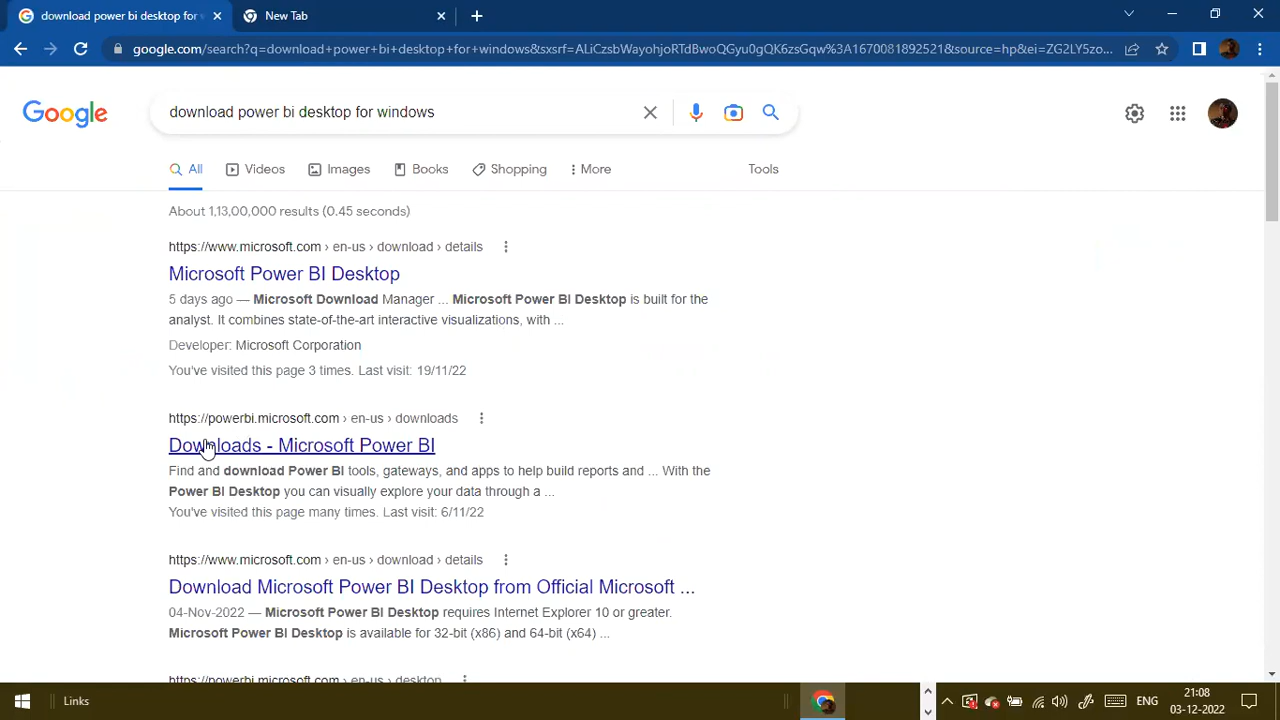 download power bi desktop for w
New Tab
google.com/search?q=download+power+bi+desktop+for+windows&sxsrf=ALiCzsbWayohjoRTdBwoQGyu0gQK6zsGqw%3A1670081892521&source=hp&ei=ZG2LY5zo...
Google
download power bi desktop for windows
All
Videos
Images
Books
Shopping
More
Tools
About 1,13,00,000 results (0.45 seconds)
https://www.microsoft.com › en-us › download › details
Microsoft Power BI Desktop
5 days ago — Microsoft Download Manager ... Microsoft Power BI Desktop is built for the
analyst. It combines state-of-the-art interactive visualizations, with ...
Developer: Microsoft Corporation
You've visited this page 3 times. Last visit: 19/11/22
https://powerbi.microsoft.com › en-us › downloads
Downloads - Microsoft Power BI
Find and download Power BI tools, gateways, and apps to help build reports and ... With the
Power BI Desktop you can visually explore your data through a ...
You've visited this page many times. Last visit: 6/11/22
https://www.microsoft.com › en-us › download › details
Download Microsoft Power BI Desktop from Official Microsoft ...
04-Nov-2022 — Microsoft Power BI Desktop requires Internet Explorer 10 or greater.
Microsoft Power BI Desktop is available for 32-bit (x86) and 64-bit (x64) ...
https://powerbi.microsoft.com › en-us › desktop
Links
ENG
21:08
03-12-2022